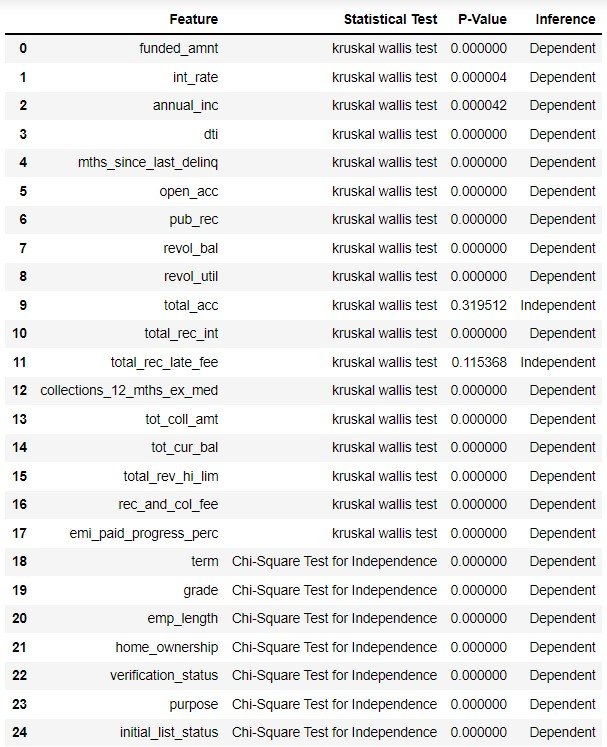 Feature Statistical Test P-Value Inference
0 funded_amnt kruskal wallis test 0.000000 Dependent
1 int_rate kruskal wallis test 0.000004 Dependent
2 annual_inc kruskal wallis test 0.000042 Dependent
3 dti kruskal wallis test 0.000000 Dependent
4 mths_since_last_delinq kruskal wallis test 0.000000 Dependent
5 open_acc kruskal wallis test 0.000000 Dependent
6 pub_rec kruskal wallis test 0.000000 Dependent
7 revol_bal kruskal wallis test 0.000000 Dependent
8 revol_util kruskal wallis test 0.000000 Dependent
9 total_acc kruskal wallis test 0.319512 Independent
10 total_rec_int kruskal wallis test 0.000000 Dependent
11 total_rec_late_fee kruskal wallis test 0.115368 Independent
12 collections_12_mths_ex_med kruskal wallis test 0.000000 Dependent
13 tot_coll_amt kruskal wallis test 0.000000 Dependent
14 tot_cur_bal kruskal wallis test 0.000000 Dependent
15 total_rev_hi_lim kruskal wallis test 0.000000 Dependent
16 rec_and_col_fee kruskal wallis test 0.000000 Dependent
17 emi_paid_progress_perc kruskal wallis test 0.000000 Dependent
18 term Chi-Square Test for Independence 0.000000 Dependent
19 grade Chi-Square Test for Independence 0.000000 Dependent
20 emp_length Chi-Square Test for Independence 0.000000 Dependent
21 home_ownership Chi-Square Test for Independence 0.000000 Dependent
22 verification_status Chi-Square Test for Independence 0.000000 Dependent
23 purpose Chi-Square Test for Independence 0.000000 Dependent
24 initial_list_status Chi-Square Test for Independence 0.000000 Dependent